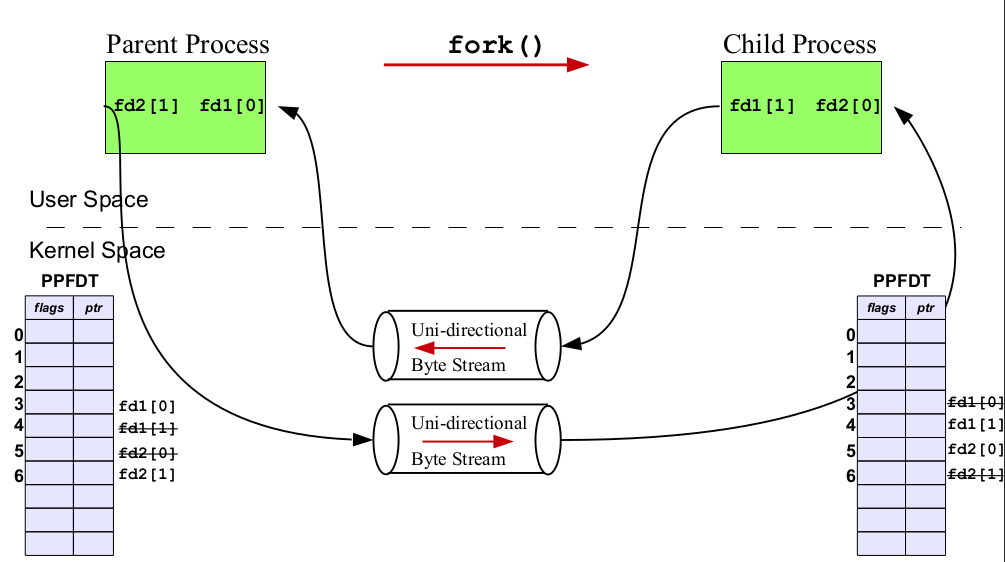 Parent Process
fork()
Child Process
fd2[1] fd1[0]
fd1[1] fd2[0]
User Space
Kernel Space
PPFDT
flags ptr
0
1
2
3 fd1[0]
4 fd1[1]
5 fd2[0]
6 fd2[1]
Uni-directional
Byte Stream
Uni-directional
Byte Stream
PPFDT
flags ptr
0
1
2
3 fd1[0]
4 fd1[1]
5 fd2[0]
6 fd2[1]